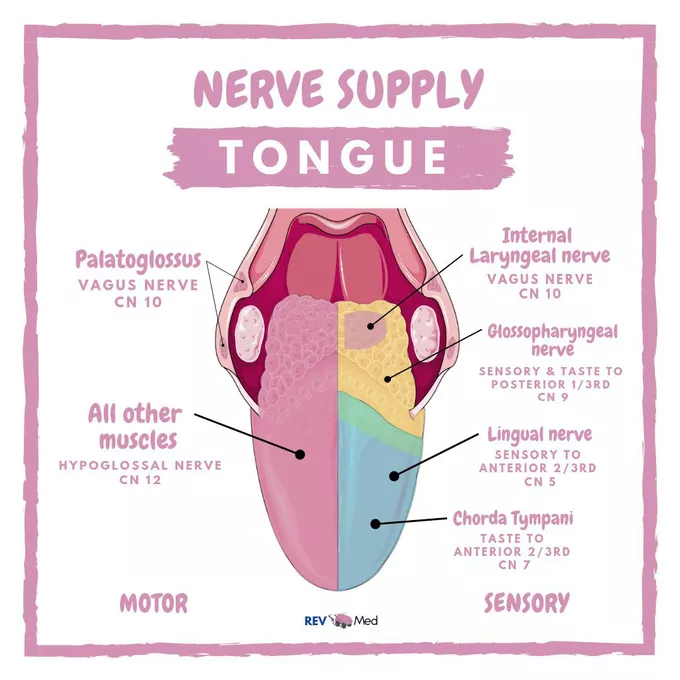 NERVE SUPPLY
TONGUE
Palatoglossus
VAGUS NERVE
CN 10
All other
muscles
HYPOGLOSSAL NERVE
CN 12
MOTOR
Internal
Laryngeal nerve
VAGUS NERVE
CN 10
Glossopharyngeal
nerve
SENSORY & TASTE TO
POSTERIOR 1/3RD
CN 9
Lingual nerve
SENSORY TO
ANTERIOR 2/3RD
CN 5
Chorda Tympani
TASTE TO
ANTERIOR 2/3RD
CN 7
SENSORY
REV Med